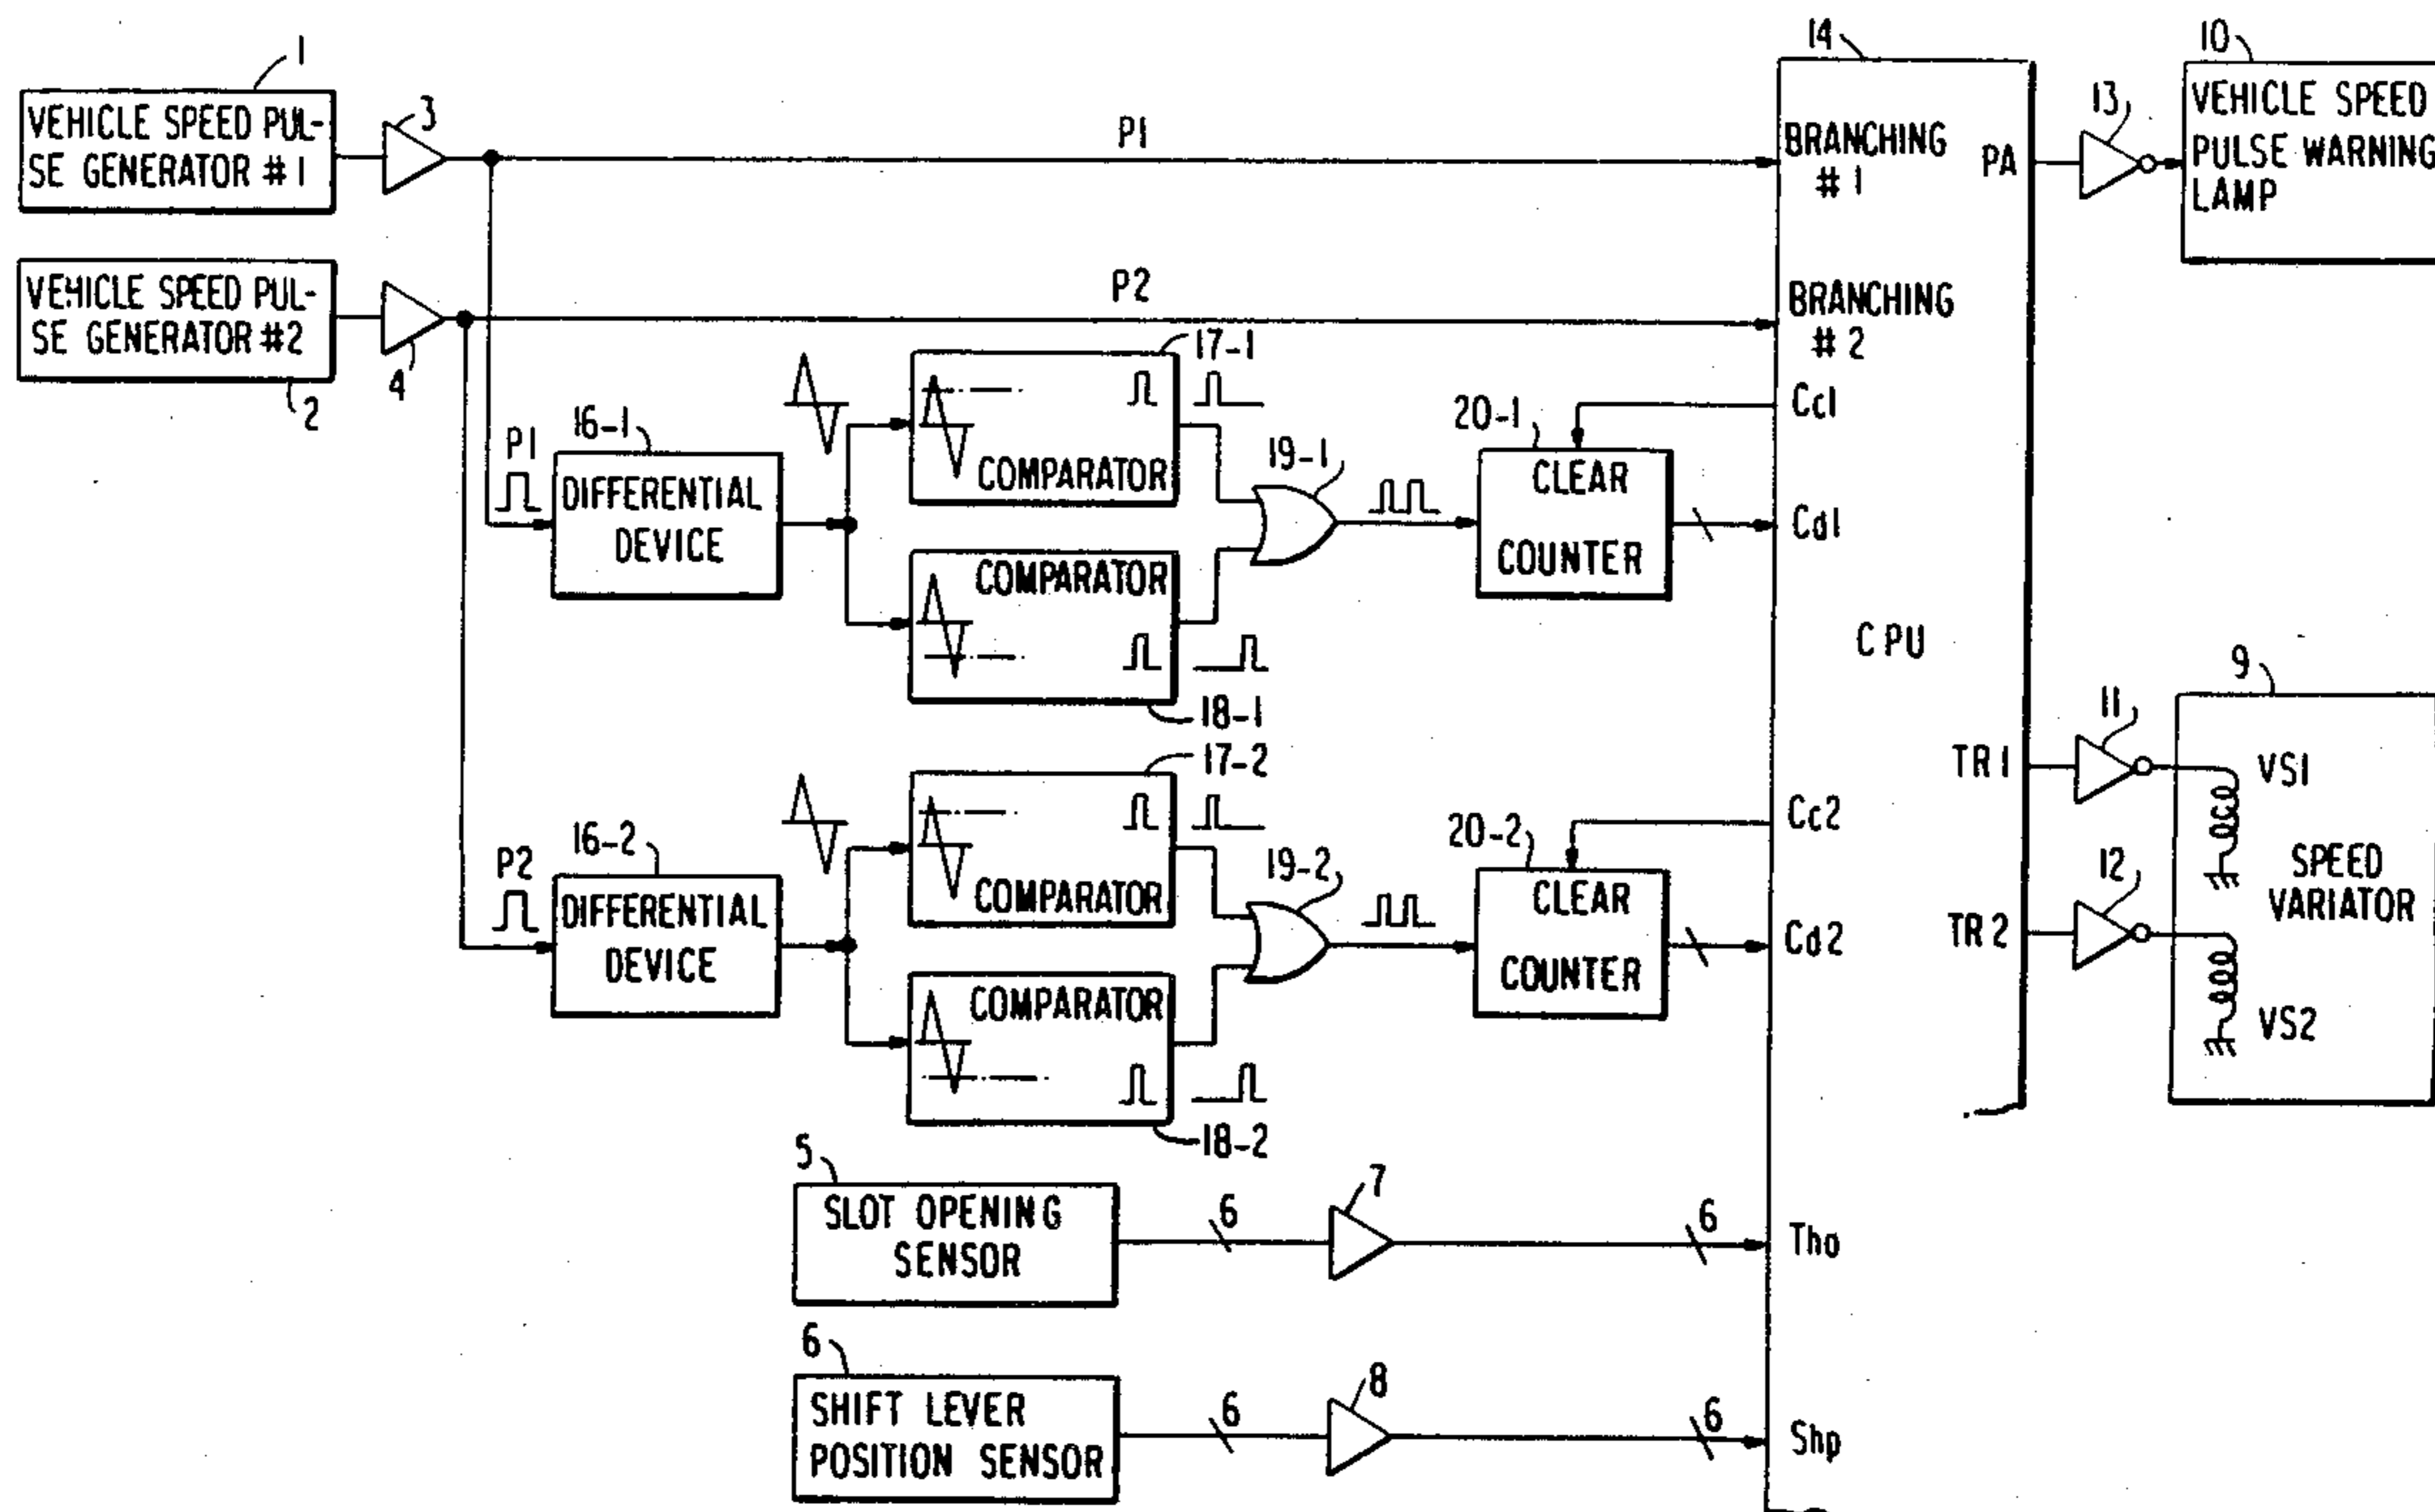 1
VEHICLE SPEED PUL-
SE GENERATOR #1
3
P1
14
BRANCHING
#1
PA
13
10
VEHICLE SPEED
PULSE WARNING
LAMP
VEHICLE SPEED PUL-
SE GENERATOR #2
2
4
P2
BRANCHING
#2
P1
16-1
DIFFERENTIAL
DEVICE
17-1
COMPARATOR
COMPARATOR
18-1
19-1
20-1
CLEAR
COUNTER
Cc1
Cd1
CPU
P2
16-2
DIFFERENTIAL
DEVICE
17-2
COMPARATOR
COMPARATOR
18-2
19-2
20-2
CLEAR
COUNTER
Cc2
Cd2
TR1
11
9
VS1
SPEED
VARIATOR
TR2
12
VS2
5
SLOT OPENING
SENSOR
6
7
6
Tho
6
SHIFT LEVER
POSITION SENSOR
6
8
6
Shp